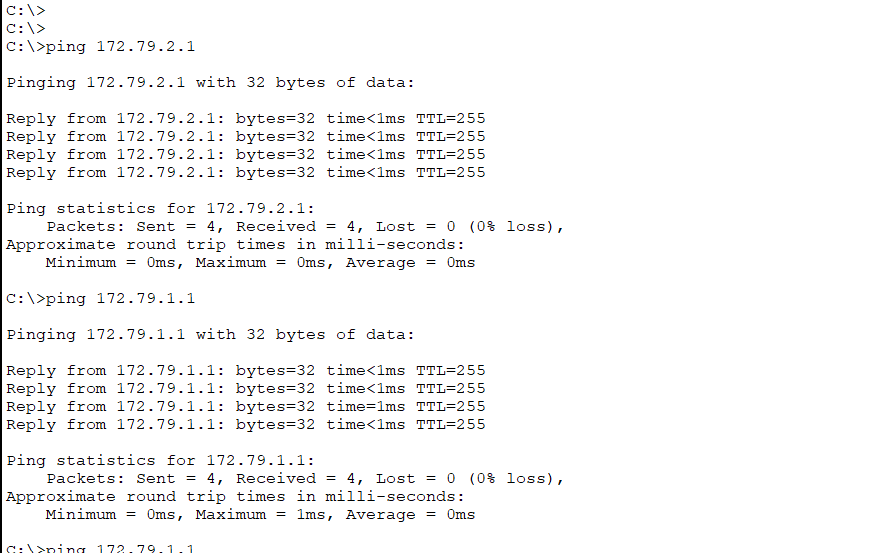 C:\>
C:\>
C:\>ping 172.79.2.1
Pinging 172.79.2.1 with 32 bytes of data:
Reply from 172.79.2.1: bytes=32 time<1ms TTL=255
Reply from 172.79.2.1: bytes=32 time<1ms TTL=255
Reply from 172.79.2.1: bytes=32 time<1ms TTL=255
Reply from 172.79.2.1: bytes=32 time<1ms TTL=255
Ping statistics for 172.79.2.1:
    Packets: Sent = 4, Received = 4, Lost = 0 (0% loss),
Approximate round trip times in milli-seconds:
    Minimum = 0ms, Maximum = 0ms, Average = 0ms
C:\>ping 172.79.1.1
Pinging 172.79.1.1 with 32 bytes of data:
Reply from 172.79.1.1: bytes=32 time<1ms TTL=255
Reply from 172.79.1.1: bytes=32 time<1ms TTL=255
Reply from 172.79.1.1: bytes=32 time=1ms TTL=255
Reply from 172.79.1.1: bytes=32 time<1ms TTL=255
Ping statistics for 172.79.1.1:
    Packets: Sent = 4, Received = 4, Lost = 0 (0% loss),
Approximate round trip times in milli-seconds:
    Minimum = 0ms, Maximum = 1ms, Average = 0ms
C:\>ping 172.79.1.1